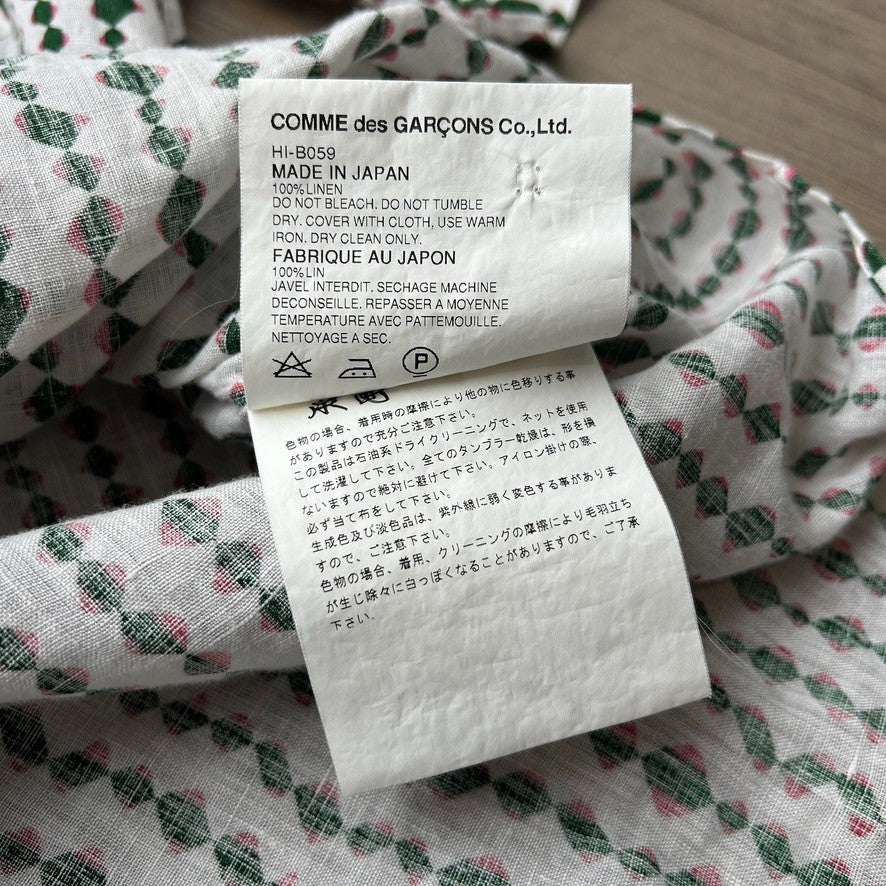 COMME des GARÇONS Co.,Ltd.
HI-B059
MADE IN JAPAN
100%LINEN
DO NOT BLEACH. DO NOT TUMBLE
DRY. COVER WITH CLOTH, USE WARM
IRON. DRY CLEAN ONLY.
FABRIQUE AU JAPON
100%LIN
JAVEL INTERDIT. SECHAGE MACHINE
DECONSEILLE. REPASSER A MOYENNE
TEMPERATURE AVEC PATTEMOUILLE.
NETTOYAGE A SEC.
P
色物の場合、着用時の摩擦により他の物に色移りする事
がありますので充分ご注意下さい。
この製品は石油系ドライクリーニングで、ネットを使用
して洗濯して下さい。全てのタンブラー乾燥は、形を損
ないますので絶対に避けて下さい。アイロン掛けの際、
必ず当て布をして下さい。
生成色及び淡色品は、紫外線に弱く変色する事がありま
すので、ご注意下さい。
色物の場合、着用、クリーニングの摩擦により毛羽立ち
が生じ除々に白っぽくなることがありますので、ご了承
下さい。